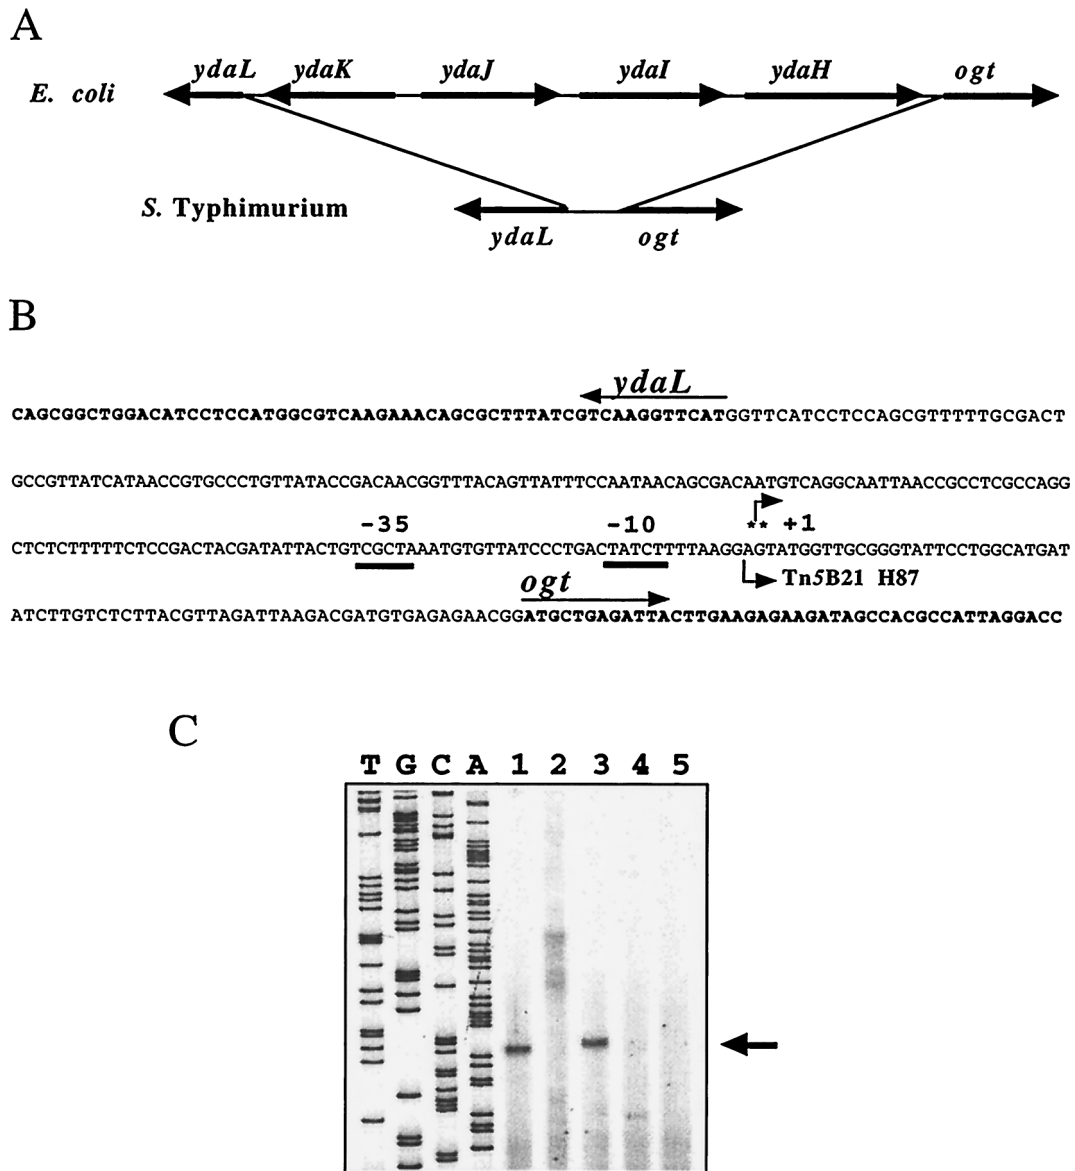 A
ydaL ydaK ydaJ ydaI ydaH ogt
E. coli
S. Typhimurium
ydaL ogt
B
ydaL
CAGCGGCTGGACATCCTCCATGGCGTCAAGAAACAGCGCTTTATCGTCAAGGTTCATGGTTCATCCTCCAGCGTTTTTGCGACT
GCCGTTATCATAACCGTGCCCTGTTATACCGACAACGGTTTACAGTTATTTCCAATAACAGCGACAATGTCAGGCAATTAACCGCCTCGCCAGG
-35 -10 ** +1
CTCTCTTTTTCTCCGACTACGATATTACTGTCGCTAAATGTGTTATCCCTGACTATCTTTTAAGGAGTATGGTTGCGGGTATTCCTGGCATGAT
Tn5B21 H87
ogt
ATCTTGTCTCTTACGTTAGATTAAGACGATGTGAGAGAACGGATGCTGAGATTACTTGAAGAGAAGATAGCCACGCCATTAGGACC
C
T G C A 1 2 3 4 5